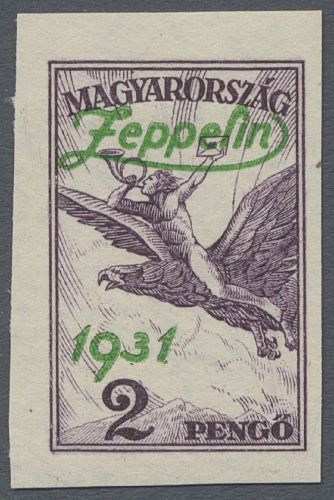 MAGYARORSZÁG
Zeppelin
1931
2 PENGŐ